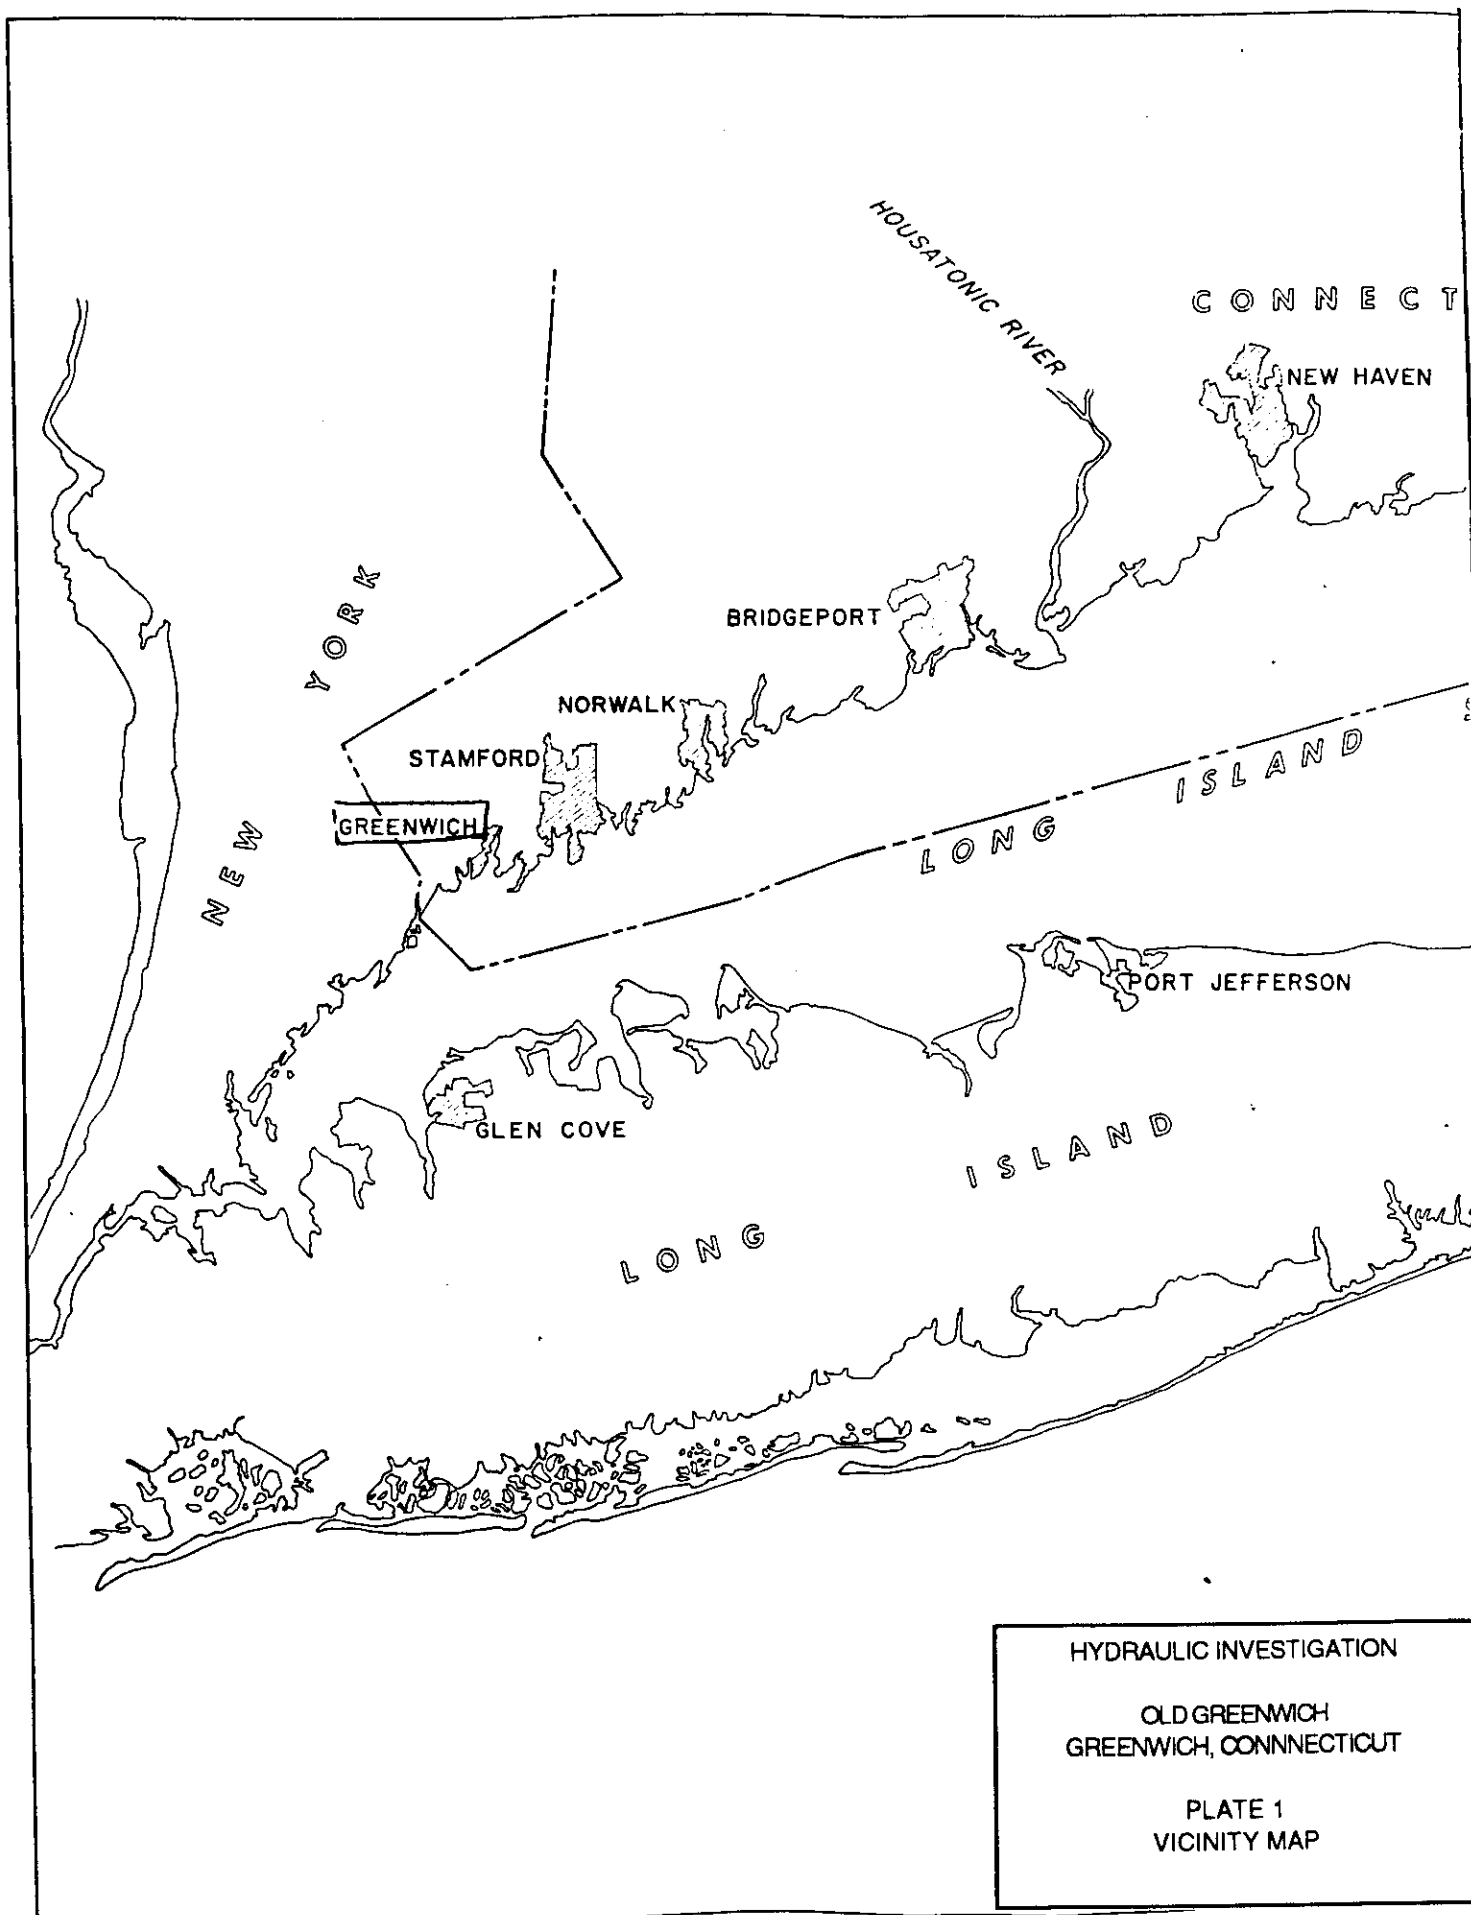 HOUSATONIC RIVER
CONNECT
NEW HAVEN
NEW YORK
BRIDGEPORT
NORWALK
STAMFORD
GREENWICH
LONG ISLAND
S
PORT JEFFERSON
GLEN COVE
LONG ISLAND
HYDRAULIC INVESTIGATION
OLD GREENWICH
GREENWICH, CONNNECTICUT
PLATE 1
VICINITY MAP